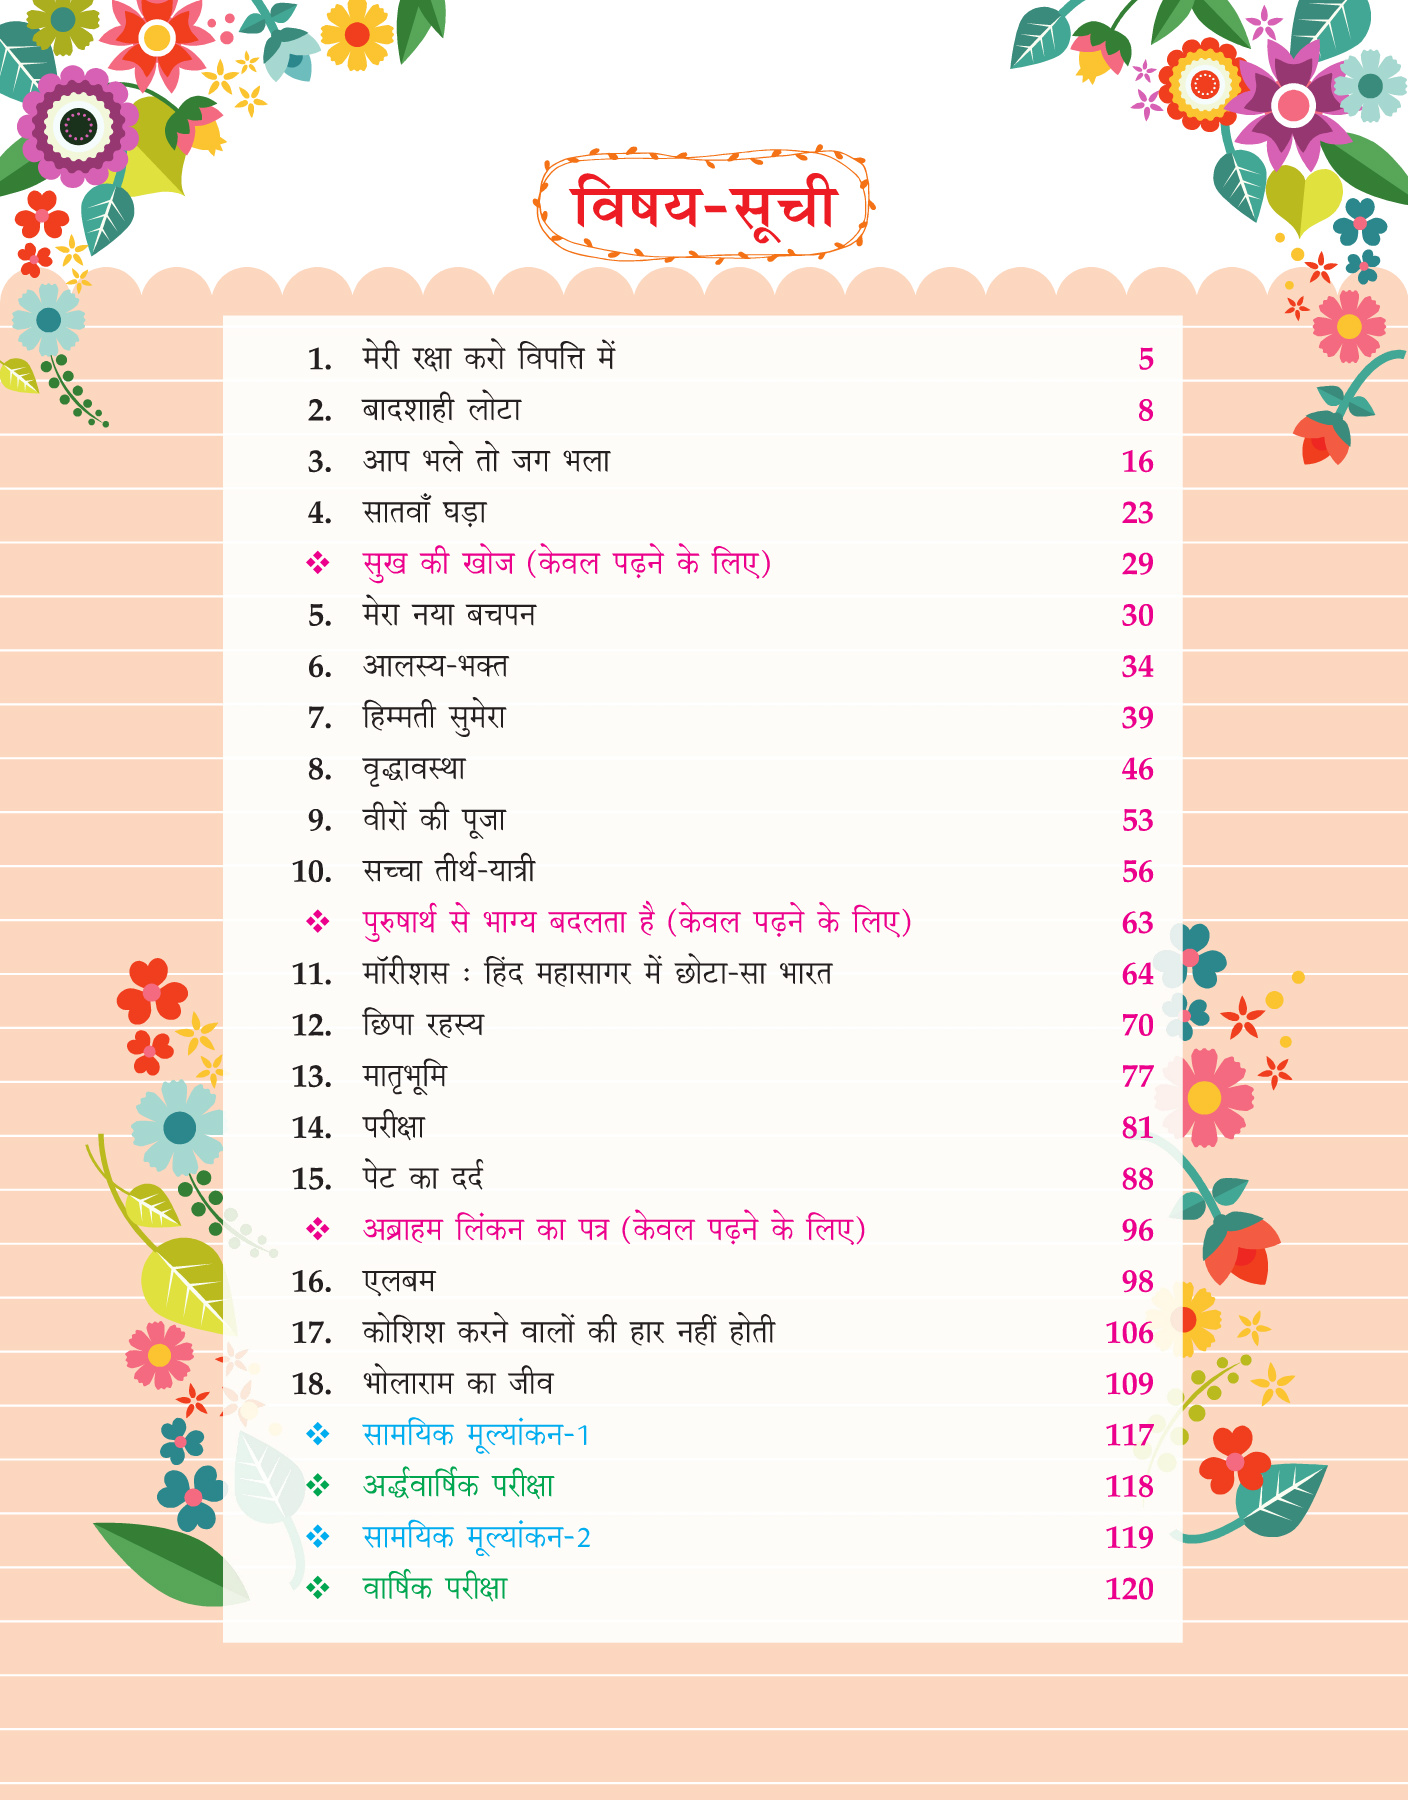 विषय-सूची
1. मेरी रक्षा करो विपत्ति में 5
2. बादशाही लोटा 8
3. आप भले तो जग भला 16
4. सातवाँ घड़ा 23
❖ सुख की खोज (केवल पढ़ने के लिए) 29
5. मेरा नया बचपन 30
6. आलस्य-भक्त 34
7. हिम्मती सुमेरा 39
8. वृद्धावस्था 46
9. वीरों की पूजा 53
10. सच्चा तीर्थ-यात्री 56
❖ पुरुषार्थ से भाग्य बदलता है (केवल पढ़ने के लिए) 63
11. मॉरीशस : हिंद महासागर में छोटा-सा भारत 64
12. छिपा रहस्य 70
13. मातृभूमि 77
14. परीक्षा 81
15. पेट का दर्द 88
❖ अब्राहम लिंकन का पत्र (केवल पढ़ने के लिए) 96
16. एलबम 98
17. कोशिश करने वालों की हार नहीं होती 106
18. भोलाराम का जीव 109
❖ सामयिक मूल्यांकन-1 117
❖ अर्द्धवार्षिक परीक्षा 118
❖ सामयिक मूल्यांकन-2 119
❖ वार्षिक परीक्षा 120